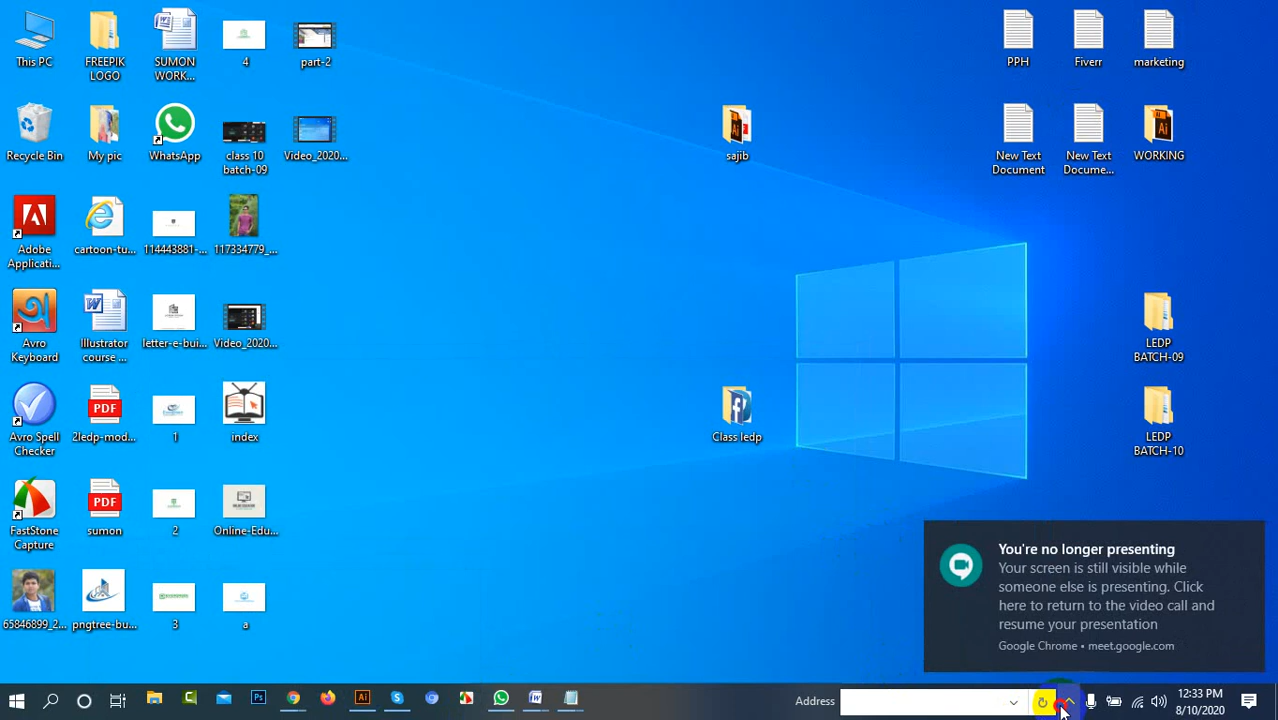 This PC
FREEPIK
LOGO
SUMON
WORK...
4
part-2
PPH
Fiverr
marketing
Recycle Bin
My pic
WhatsApp
class 10
batch-09
Video_2020...
sajib
New Text
Document
New Text
Docume...
WORKING
Adobe
Applicati...
cartoon-tu...
114443881-...
117334779_...
Avro
Keyboard
Illustrator
course ...
letter-e-bui...
Video_2020...
LEDP
BATCH-09
Avro Spell
Checker
PDF
2ledp-mod...
1
index
Class ledp
LEDP
BATCH-10
FastStone
Capture
PDF
sumon
2
Online-Edu...
65846899_2...
pngtree-bu...
3
a
You're no longer presenting
Your screen is still visible while
someone else is presenting. Click
here to return to the video call and
resume your presentation
Google Chrome • meet.google.com
Address
12:33 PM
8/10/2020